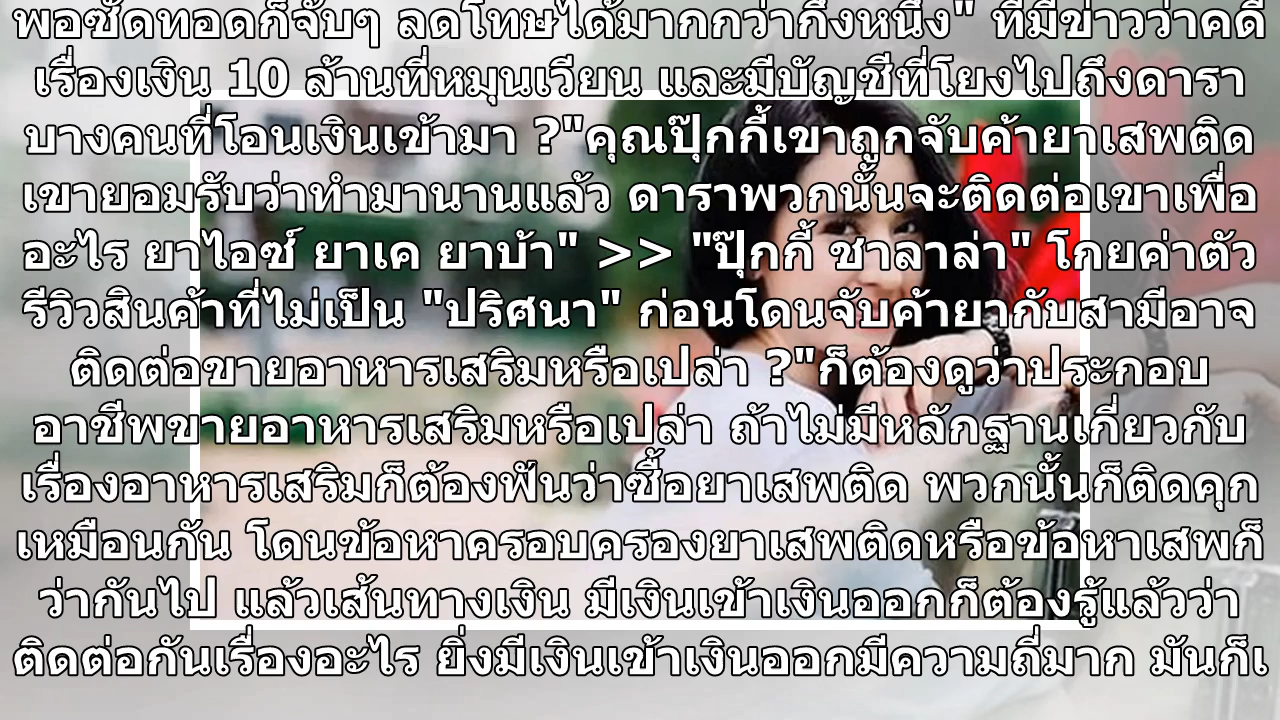 พอซัดทอดก็จับๆ ลดโทษได้มากกว่ากึ่งหนึ่ง" ที่มีข่าวว่าคดี
เรื่องเงิน 10 ล้านที่หมุนเวียน และมีบัญชีที่โยงไปถึงดารา
บางคนที่โอนเงินเข้ามา ?"คุณปุ๊กกี้เขาถูกจับค้ายาเสพติด
เขายอมรับว่าทำมานานแล้ว ดาราพวกนั้นจะติดต่อเขาเพื่อ
อะไร ยาไอซ์ ยาเค ยาบ้า" >> "ปุ๊กกี้ ชาลาล่า" โกยค่าตัว
รีวิวสินค้าที่ไม่เป็น "ปริศนา" ก่อนโดนจับค้ายากับสามีอาจ
ติดต่อขายอาหารเสริมหรือเปล่า ?"ก็ต้องดูว่าประกอบ
อาชีพขายอาหารเสริมหรือเปล่า ถ้าไม่มีหลักฐานเกี่ยวกับ
เรื่องอาหารเสริมก็ต้องฟันว่าซื้อยาเสพติด พวกนั้นก็ติดคุก
เหมือนกัน โดนข้อหาครอบครองยาเสพติดหรือข้อหาเสพก็
ว่ากันไป แล้วเส้นทางเงิน มีเงินเข้าเงินออกก็ต้องรู้แล้วว่า
ติดต่อกันเรื่องอะไร ยิ่งมีเงินเข้าเงินออกมีความถี่มาก มันก็เ